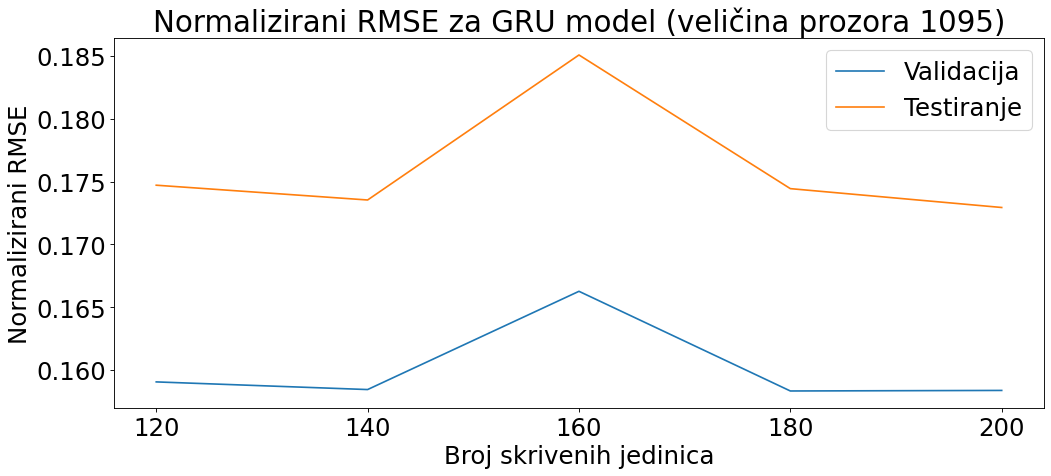 Normalizirani RMSE za GRU model (veličina prozora 1095)
Validacija
Testiranje
Normalizirani RMSE
0.185
0.180
0.175
0.170
0.165
0.160
120 140 160 180 200
Broj skrivenih jedinica